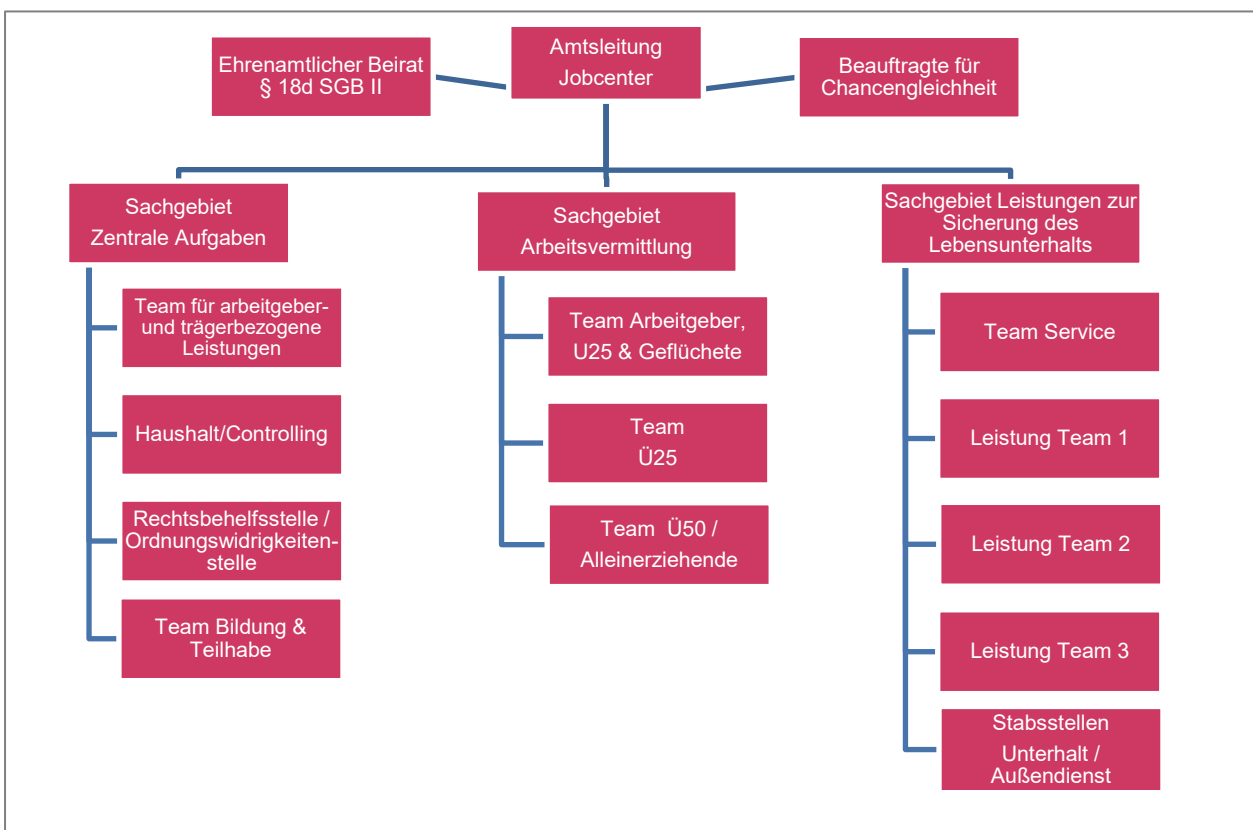 Ehrenamtlicher Beirat
§ 18d SGB II
Amtsleitung
Jobcenter
Beauftragte für
Chancengleichheit
Sachgebiet
Zentrale Aufgaben
Team für arbeitgeber-
und trägerbezogene
Leistungen
Haushalt/Controlling
Rechtsbehelfsstelle /
Ordnungswidrigkeiten-
stelle
Team Bildung &
Teilhabe
Sachgebiet
Arbeitsvermittlung
Team Arbeitgeber,
U25 & Geflüchete
Team
Ü25
Team Ü50 /
Alleinerziehende
Sachgebiet Leistungen zur
Sicherung des
Lebensunterhalts
Team Service
Leistung Team 1
Leistung Team 2
Leistung Team 3
Stabsstellen
Unterhalt /
Außendienst